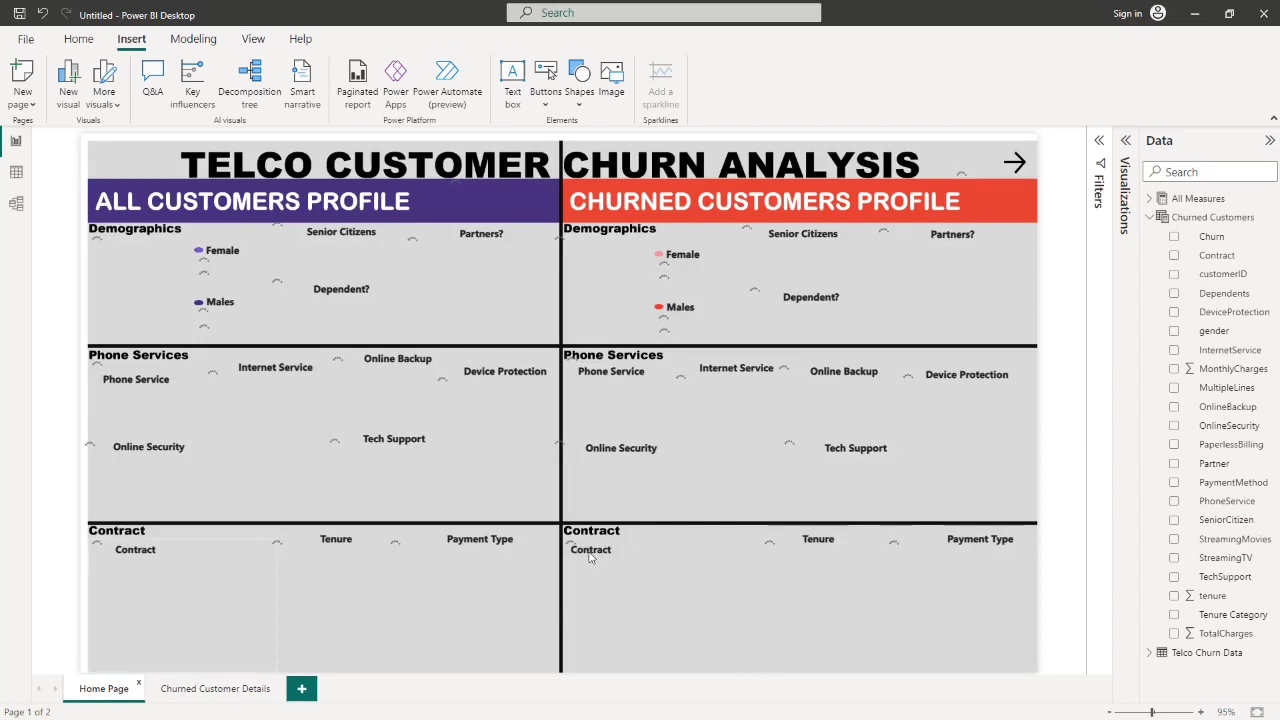 Untitled - Power BI Desktop
Search
Sign in
File Home Insert Modeling View Help
New page
New visual
More visuals
Q&A
Key influencers
Decomposition tree
Smart narrative
Paginated report
Power Apps
Power Automate (preview)
Text box
Buttons
Shapes
Image
Add a sparkline
Pages
Visuals
AI visuals
Power Platform
Elements
Sparklines
TELCO CUSTOMER CHURN ANALYSIS
ALL CUSTOMERS PROFILE
Demographics
Senior Citizens
Partners?
Female
Dependent?
Males
Phone Services
Online Backup
Internet Service
Device Protection
Phone Service
Tech Support
Online Security
Contract
Tenure
Payment Type
Contract
CHURNED CUSTOMERS PROFILE
Demographics
Senior Citizens
Partners?
Female
Dependent?
Males
Phone Services
Phone Service
Internet Service
Online Backup
Device Protection
Online Security
Tech Support
Contract
Tenure
Payment Type
Contract
Filters
Visualizations
Data
Search
All Measures
Churned Customers
Churn
Contract
customerID
Dependents
DeviceProtection
gender
InternetService
MonthlyCharges
MultipleLines
OnlineBackup
OnlineSecurity
PaperlessBilling
Partner
PaymentMethod
PhoneService
SeniorCitizen
StreamingMovies
StreamingTV
TechSupport
tenure
Tenure Category
TotalCharges
Telco Churn Data
Home Page
Churned Customer Details
Page 1 of 2
95%